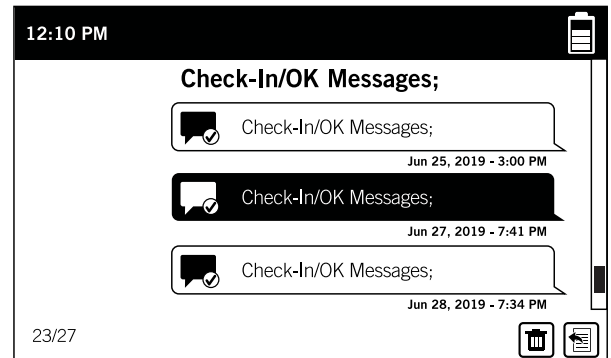 12:10 PM
Check-In/OK Messages;
Check-In/OK Messages;
Jun 25, 2019 - 3:00 PM
Check-In/OK Messages;
Jun 27, 2019 - 7:41 PM
Check-In/OK Messages;
Jun 28, 2019 - 7:34 PM
23/27